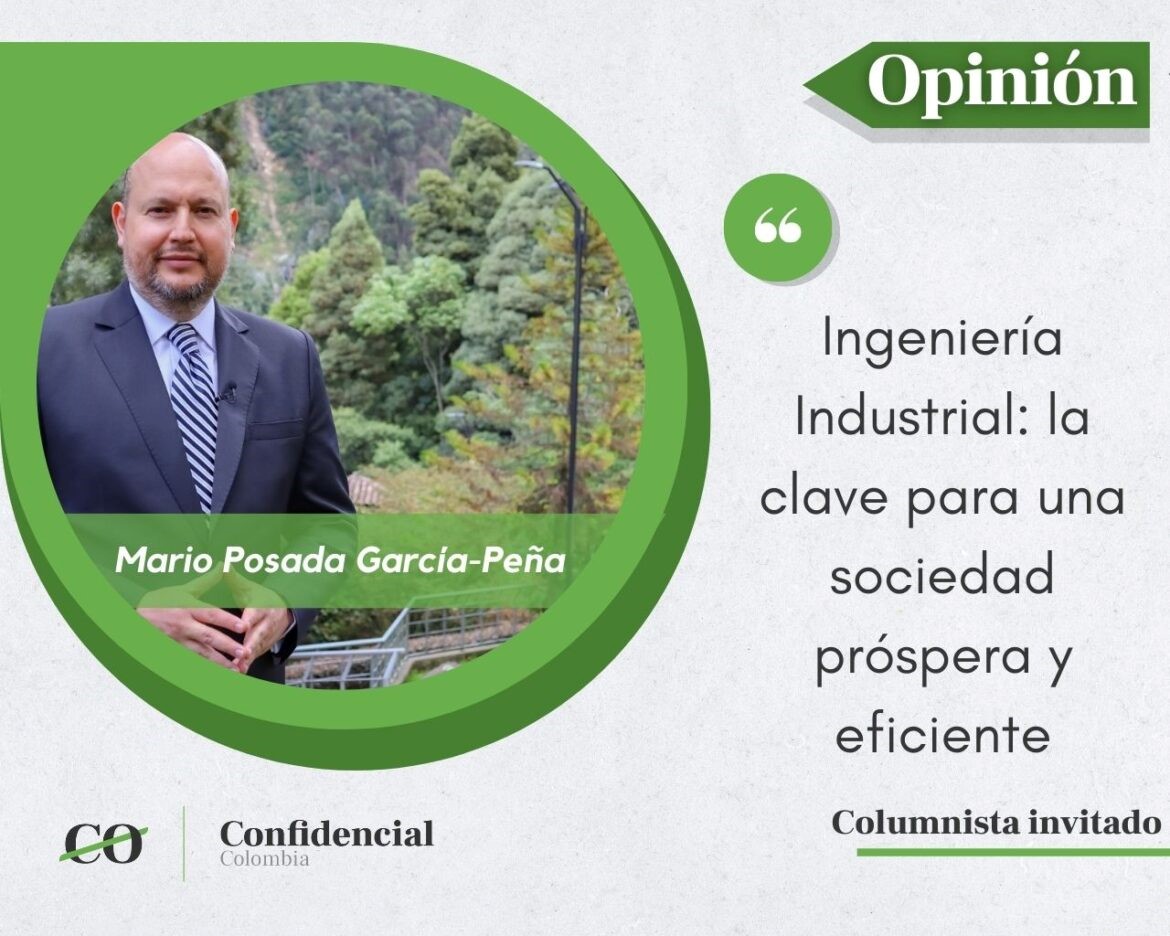 Opinión
“
Ingeniería
Industrial: la
clave para una
sociedad
próspera y
eficiente
Mario Posada García-Peña
CO
Confidencial
Colombia
Columnista invitado